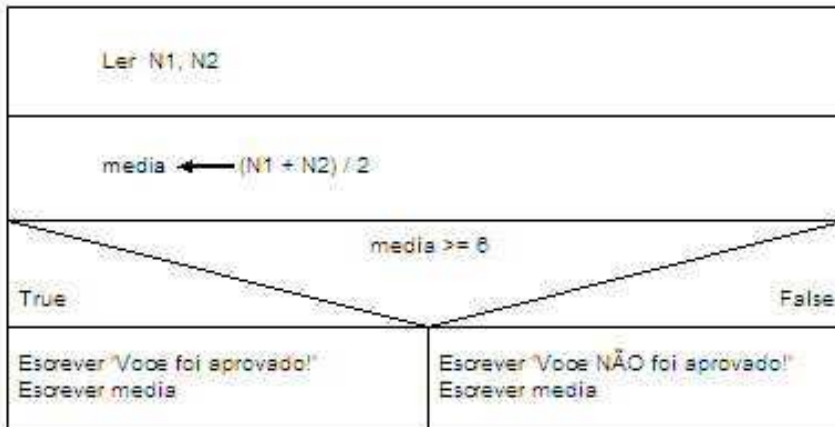 Ler N1, N2
media ← (N1 + N2) / 2
media >= 6
True
False
Escrever "Voce foi aprovado!"
Escrever media
Escrever "Voce NÃO foi aprovado!"
Escrever media